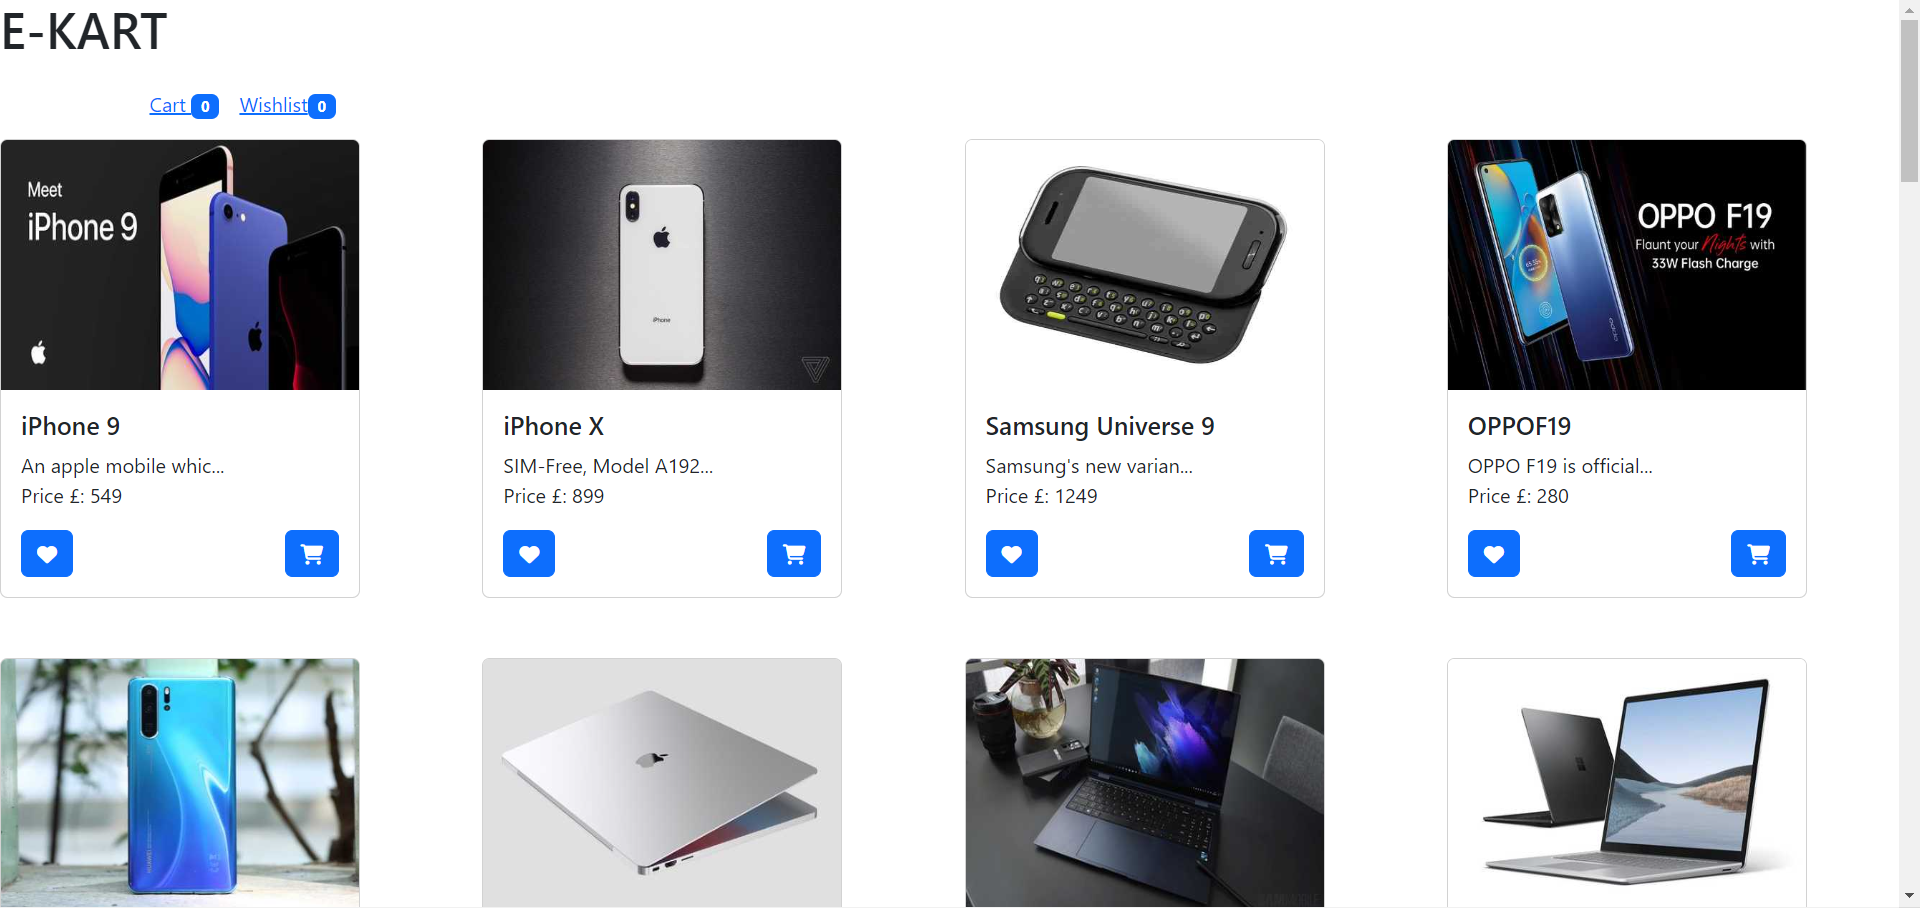 E-KART
Cart 0 Wishlist 0
Meet
iPhone 9
iPhone
OPPO F19
Flaunt your Nights with
33W Flash Charge
oppo
iPhone 9
An apple mobile whic...
Price £: 549
iPhone X
SIM-Free, Model A192...
Price £: 899
Samsung Universe 9
Samsung's new varian...
Price £: 1249
OPPOF19
OPPO F19 is official...
Price £: 280
HUAWEI